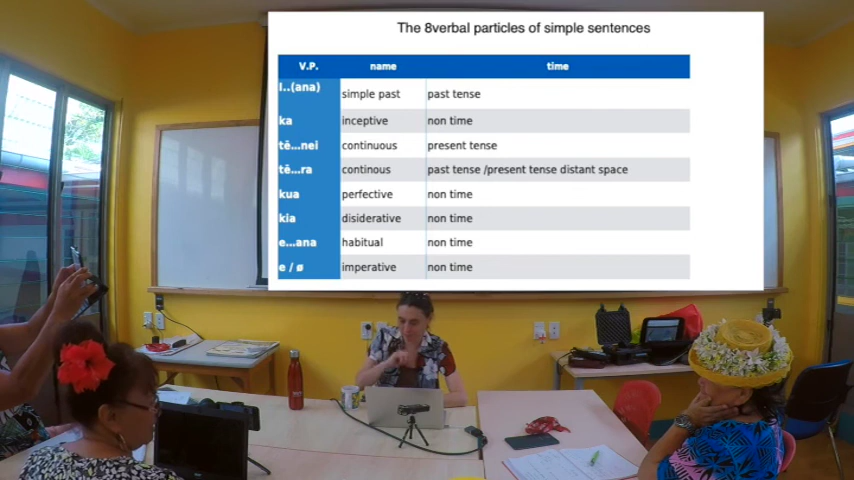 The 8verbal particles of simple sentences
V.P. name time
I..(ana) simple past past tense
ka inceptive non time
tē...nei continuous present tense
tē...ra continous past tense /present tense distant space
kua perfective non time
kia disiderative non time
e...ana habitual non time
e / ø imperative non time